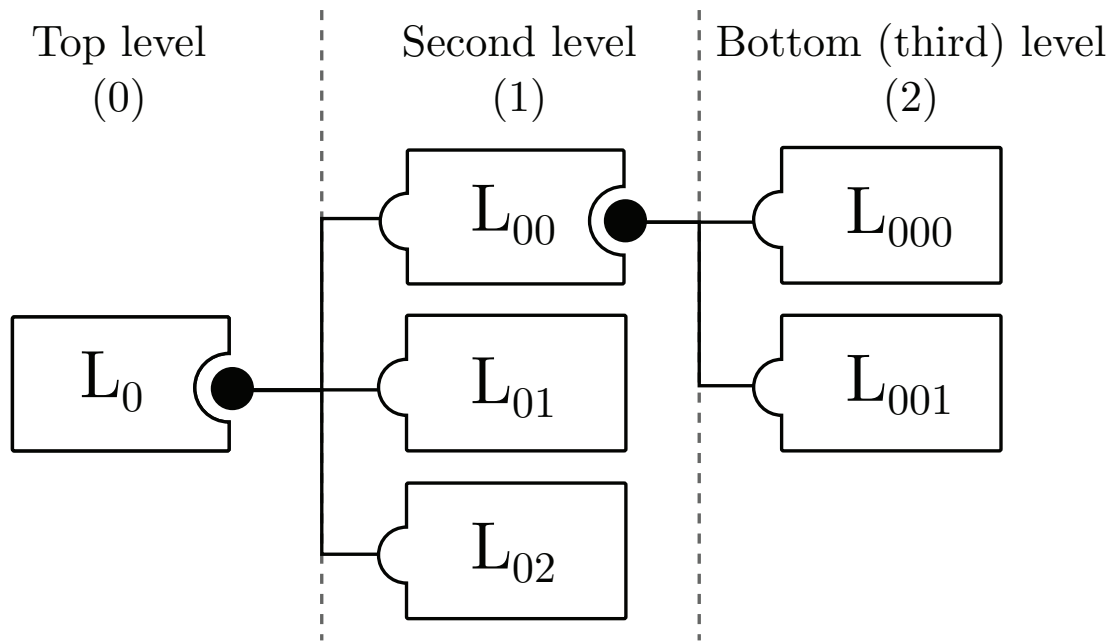 Top level
(0)
Second level
(1)
Bottom (third) level
(2)
L₀
L₀₀
L₀₁
L₀₂
L₀₀₀
L₀₀₁